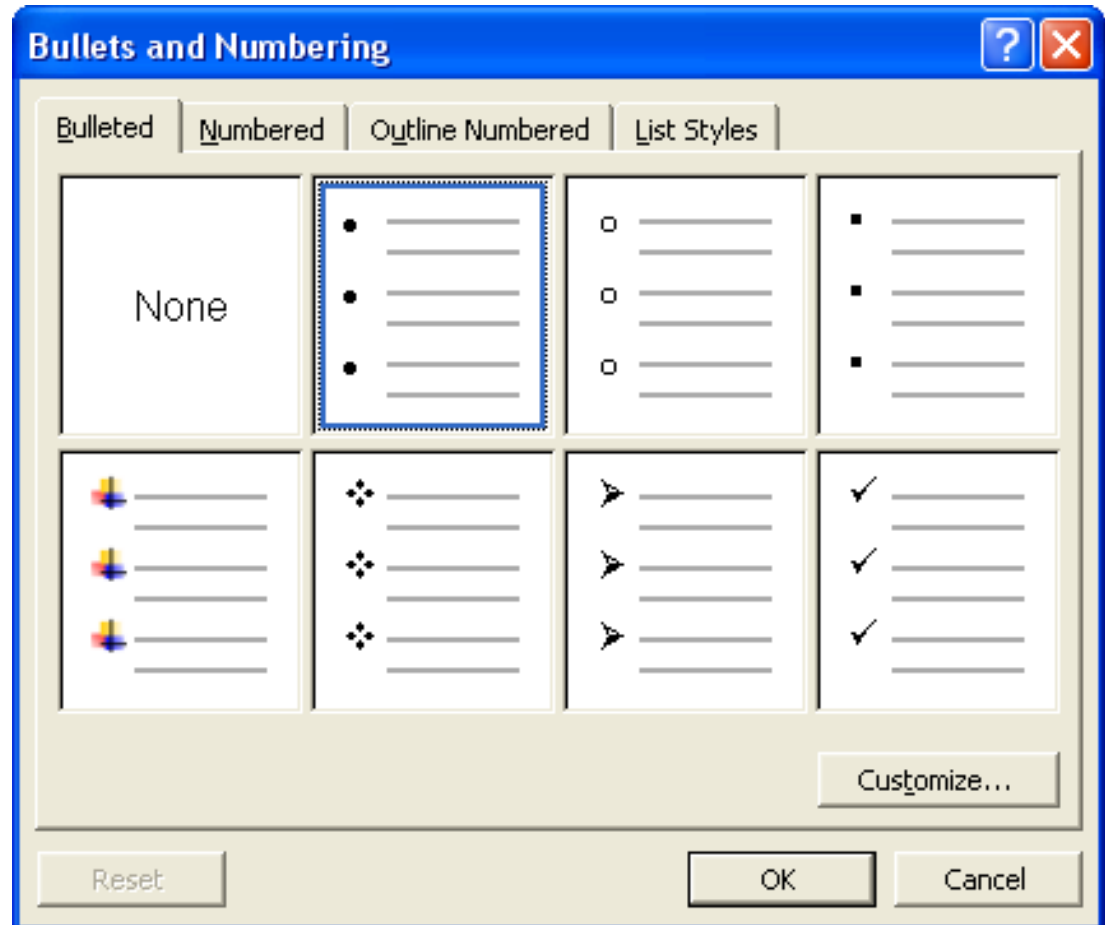 Bullets and Numbering
Bulleted Numbered Outline Numbered List Styles
None
Customize...
Reset OK Cancel